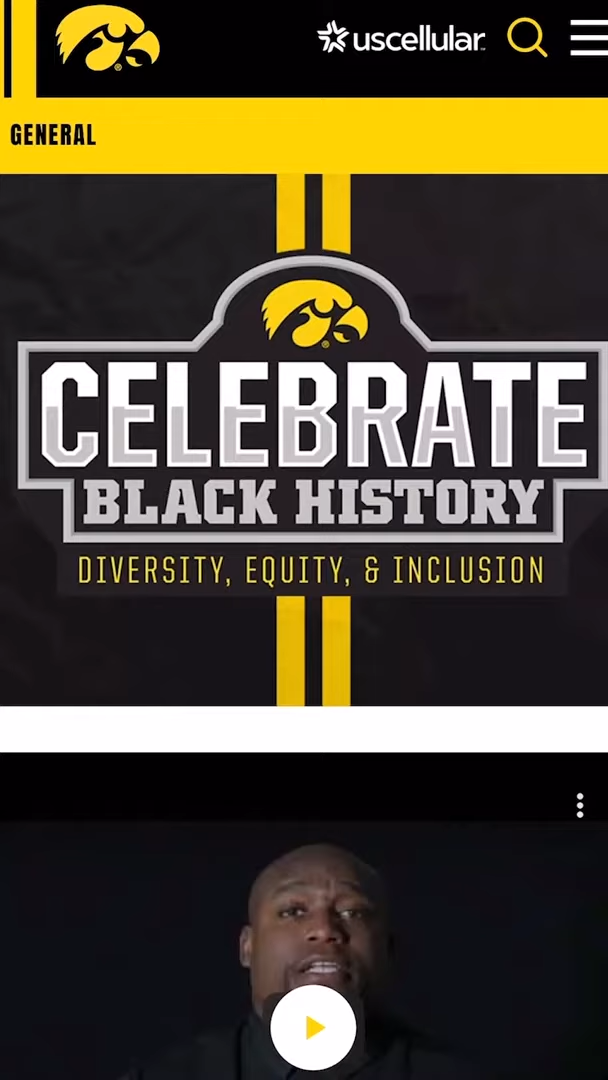 uscellular
GENERAL
CELEBRATE
BLACK HISTORY
DIVERSITY, EQUITY, & INCLUSION